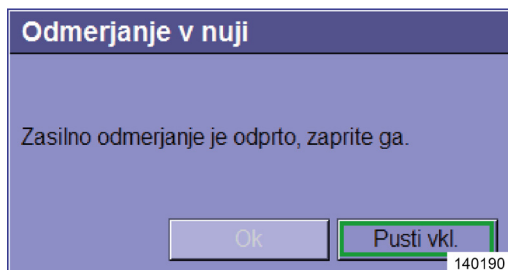 Odmerjanje v nuji
Zasilno odmerjanje je odprto, zaprite ga.
Ok
Pusti vkl.
140190